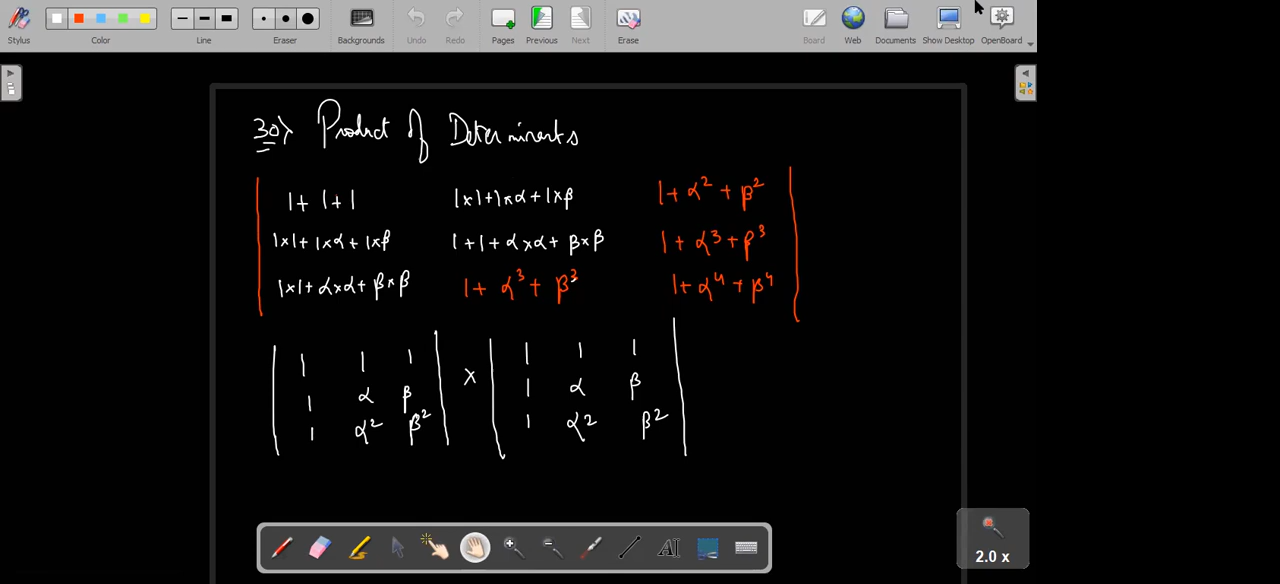 Stylus Color Line Eraser Backgrounds Undo Redo Pages Previous Next Erase Board Web Documents Show Desktop OpenBoard
30> Product of Determinents
1+ 1+1 1×1+1×α+1×β 1+ α² + β²
1×1+1×α+1×β 1+1+ α×α+ β×β 1+ α³ + β³
1×1+ α×α+ β×β 1+ α³ + β³ 1+ α⁴ + β⁴
| 1 1 1 | × | 1 1 1 |
| 1 α β | | 1 α β |
| 1 α² β² | | 1 α² β² |
AI
2.0 x